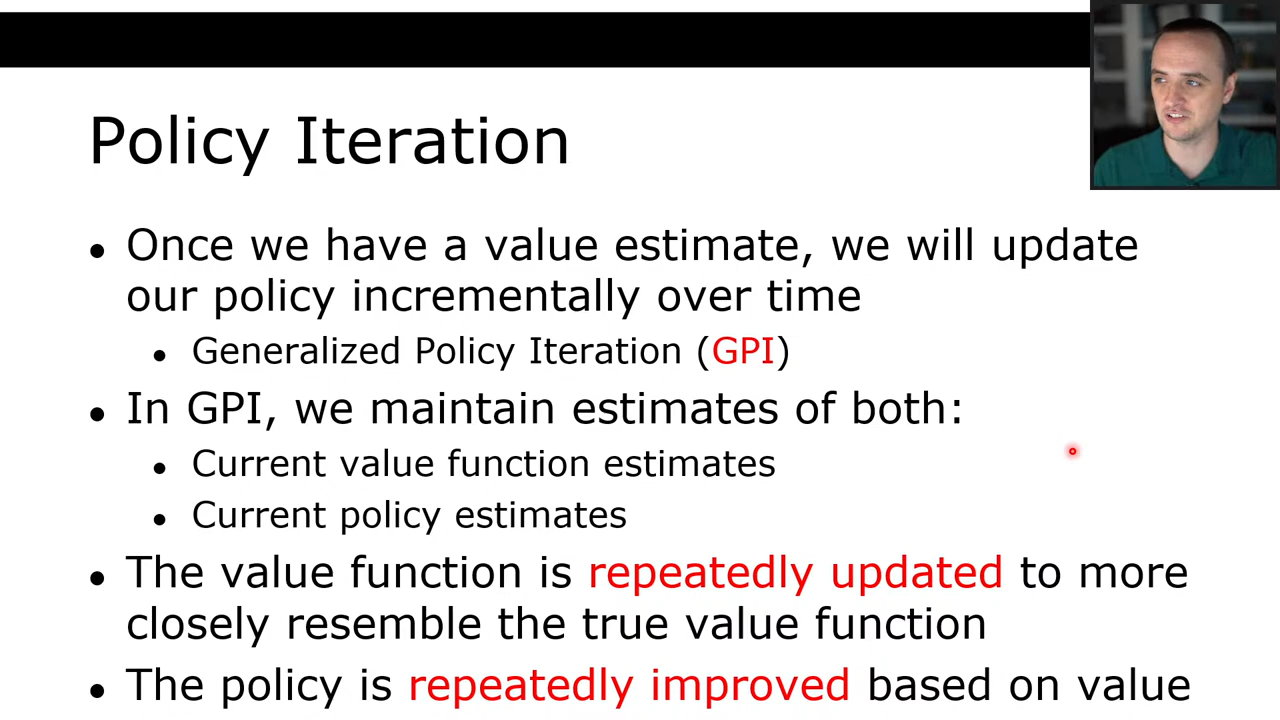 Policy Iteration
• Once we have a value estimate, we will update
our policy incrementally over time
• Generalized Policy Iteration (GPI)
• In GPI, we maintain estimates of both:
• Current value function estimates
• Current policy estimates
• The value function is repeatedly updated to more
closely resemble the true value function
• The policy is repeatedly improved based on value